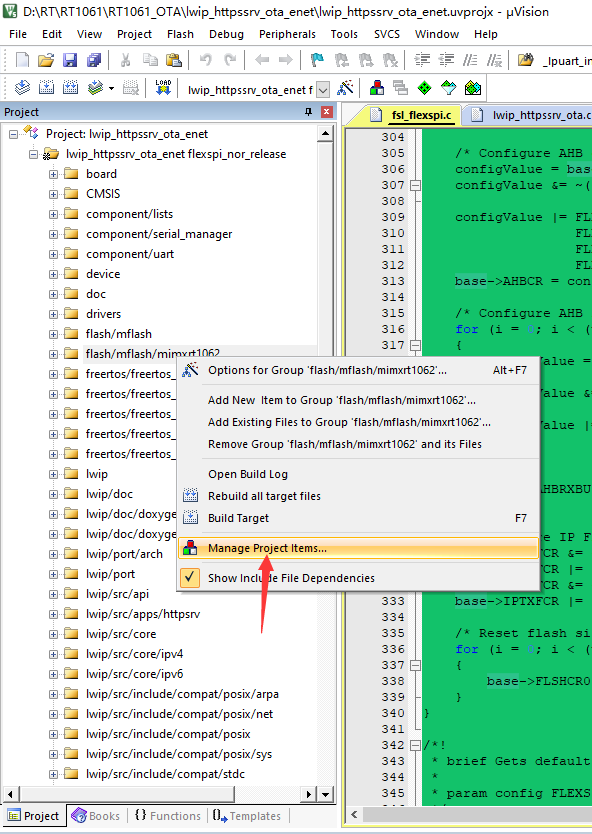 D:\RT\RT1061\RT1061_OTA\lwip_httpssrv_ota_enet\lwip_httpssrv_ota_enet.uvprojx - µVision
File Edit View Project Flash Debug Peripherals Tools SVCS Window Help
_lpuart_in
LOAD lwip_httpssrv_ota_enet f
Project
Project: lwip_httpssrv_ota_enet
lwip_httpssrv_ota_enet flexspi_nor_release
board
CMSIS
component/lists
component/serial_manager
component/uart
device
doc
drivers
flash/mflash
flash/mflash/mimxrt1062
freertos/freertos_
freertos/freertos_
freertos/freertos_
freertos/freertos_
freertos/freertos_
lwip
lwip/doc
lwip/doc/doxyge
lwip/doc/doxyge
lwip/port/arch
lwip/port
lwip/src/api
lwip/src/apps/httpsrv
lwip/src/core
lwip/src/core/ipv4
lwip/src/core/ipv6
lwip/src/include/compat/posix/arpa
lwip/src/include/compat/posix/net
lwip/src/include/compat/posix
lwip/src/include/compat/posix/sys
lwip/src/include/compat/stdc
Project Books {} Functions Templates
Options for Group 'flash/mflash/mimxrt1062'... Alt+F7
Add New Item to Group 'flash/mflash/mimxrt1062'...
Add Existing Files to Group 'flash/mflash/mimxrt1062'...
Remove Group 'flash/mflash/mimxrt1062' and its Files
Open Build Log
Rebuild all target files
Build Target F7
Manage Project Items...
Show Include File Dependencies
fsl_flexspi.c lwip_httpssrv_ota.c
304
305 /* Configure AHB
306 configValue = bas
307 configValue &= ~(
308
309 configValue |= FL
310 FL
311 FL
312 FL
313 base->AHBCR = con
314
315 /* Configure AHB
316 for (i = 0; i < (
317 {
Value =
Value &
Value |=
AHBRXBU
e IP F
FCR &=
FCR |=
FCR &=
333 base->IPTXFCR |=
334
335 /* Reset flash si
336 for (i = 0; i < (
337 {
338 base->FLSHCR0
339 }
340 }
341
342 /*!
343 * brief Gets default
344 *
345 * param config FLEXS